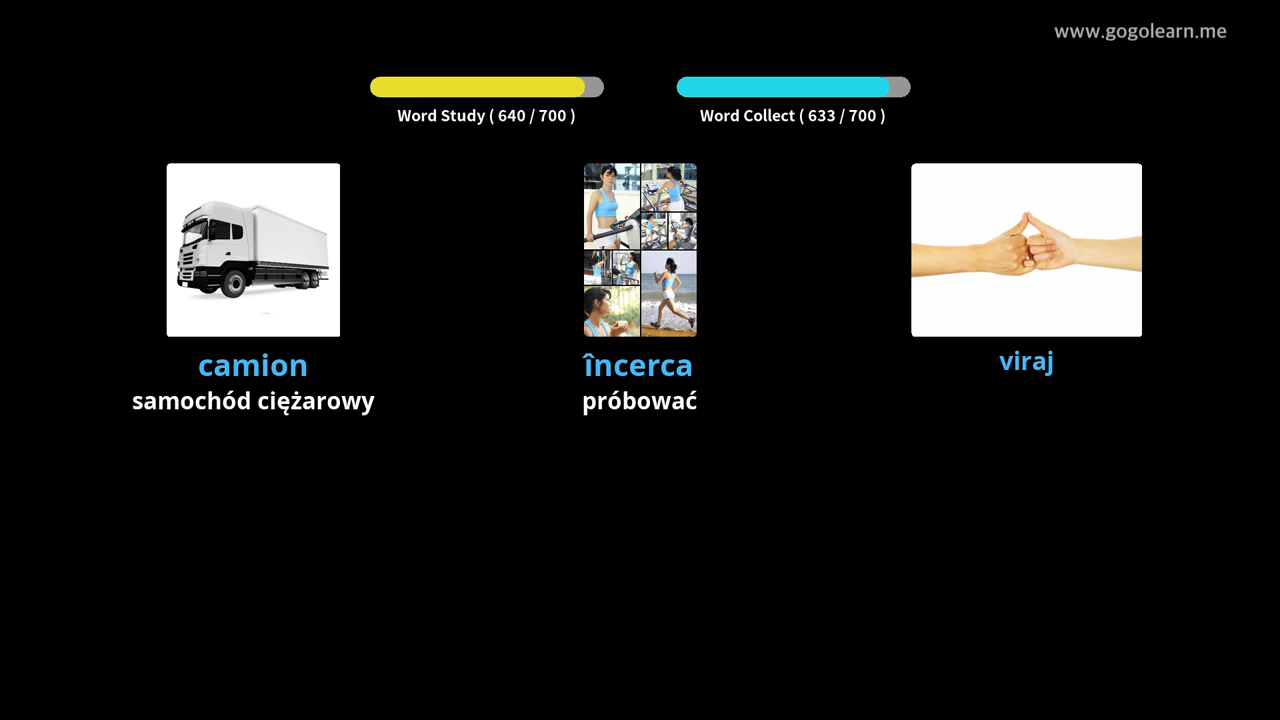 www.gogolearn.me
Word Study ( 640 / 700 )
Word Collect ( 633 / 700 )
camion
încerca
viraj
samochód ciężarowy
próbować